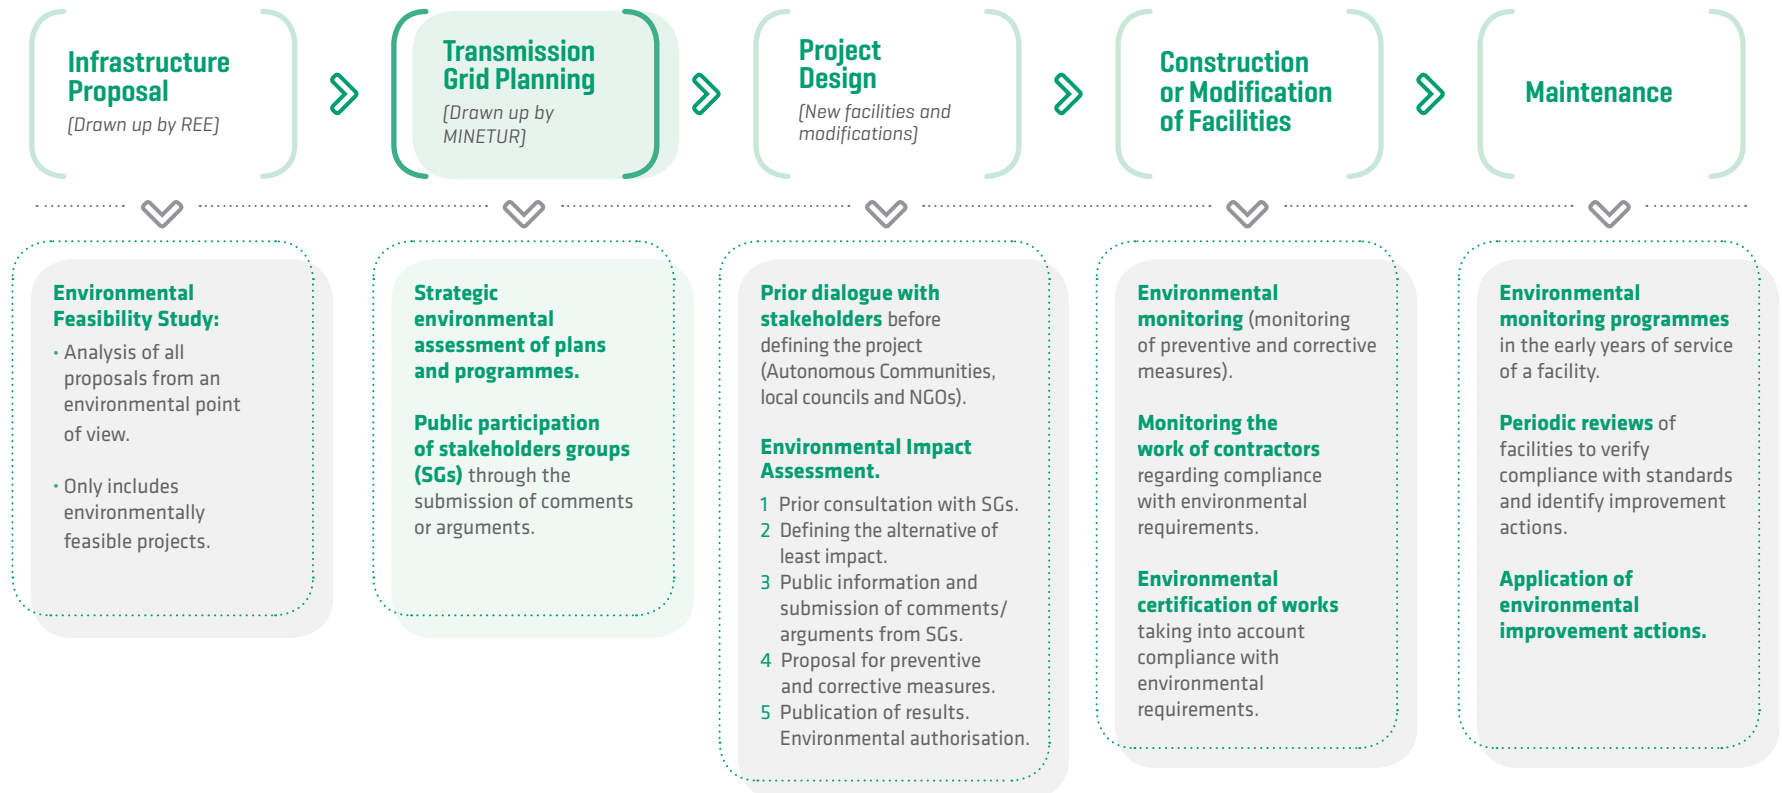 Infrastructure
Proposal
[Drawn up by REE]
Transmission
Grid Planning
[Drawn up by
MINETUR]
Project
Design
[New facilities and
modifications]
Construction
or Modification
of Facilities
Maintenance
Environmental
Feasibility Study:
• Analysis of all
proposals from an
environmental point
of view.
• Only includes
environmentally
feasible projects.
Strategic
environmental
assessment of plans
and programmes.
Public participation
of stakeholders groups
(SGs) through the
submission of comments
or arguments.
Prior dialogue with
stakeholders before
defining the project
(Autonomous Communities,
local councils and NGOs).
Environmental Impact
Assessment.
1 Prior consultation with SGs.
2 Defining the alternative of
least impact.
3 Public information and
submission of comments/
arguments from SGs.
4 Proposal for preventive
and corrective measures.
5 Publication of results.
Environmental authorisation.
Environmental
monitoring (monitoring
of preventive and corrective
measures).
Monitoring the
work of contractors
regarding compliance
with environmental
requirements.
Environmental
certification of works
taking into account
compliance with
environmental
requirements.
Environmental
monitoring programmes
in the early years of service
of a facility.
Periodic reviews of
facilities to verify
compliance with standards
and identify improvement
actions.
Application of
environmental
improvement actions.